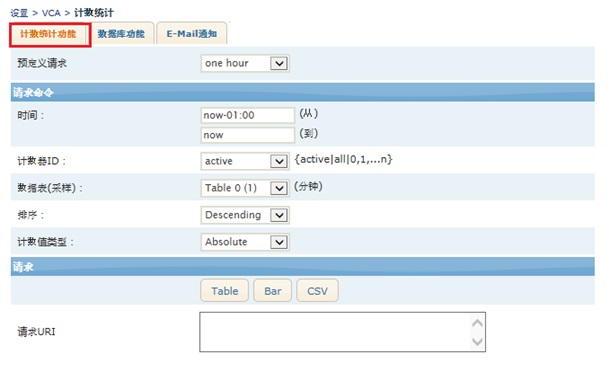 设置 > VCA > 计数统计
计数统计功能 数据库功能 E-Mail通知
预定义请求 one hour
请求命令
时间： now-01:00 (从)
now (到)
计数器ID： active {active|all|0,1,...n}
数据表(采样)： Table 0 (1) (分钟)
排序： Descending
计数值类型： Absolute
请求
Table Bar CSV
请求URI